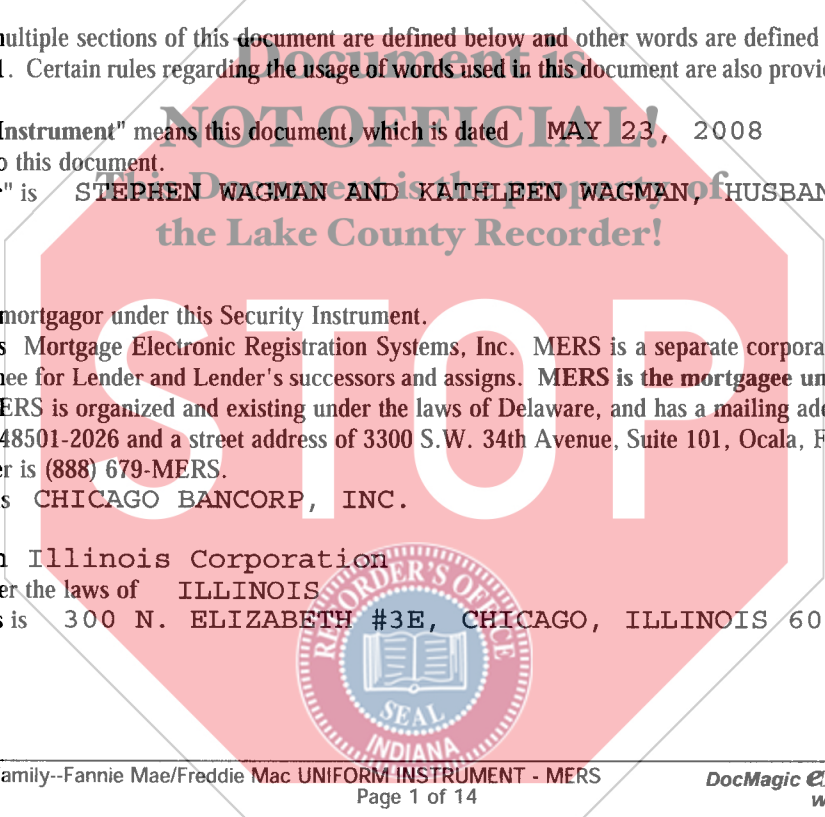 multiple sections of this document are defined below and other words are defined
1. Certain rules regarding the usage of words used in this document are also provi
Document is
NOT OFFICIAL!
Instrument" means this document, which is dated MAY 23, 2008
o this document.
This Document is the property of
" is STEPHEN WAGMAN AND KATHLEEN WAGMAN, HUSBAN
the Lake County Recorder!
mortgagor under this Security Instrument.
s Mortgage Electronic Registration Systems, Inc. MERS is a separate corpora
nee for Lender and Lender's successors and assigns. MERS is the mortgagee un
ERS is organized and existing under the laws of Delaware, and has a mailing ad
48501-2026 and a street address of 3300 S.W. 34th Avenue, Suite 101, Ocala, F
r is (888) 679-MERS.
STOP
s CHICAGO BANCORP, INC.
n Illinois Corporation
er the laws of ILLINOIS
s is 300 N. ELIZABETH #3E, CHICAGO, ILLINOIS 60
RECORDER'S OFFICE
SEAL
INDIANA
amily--Fannie Mae/Freddie Mac UNIFORM INSTRUMENT - MERS
DocMagic
Page 1 of 14